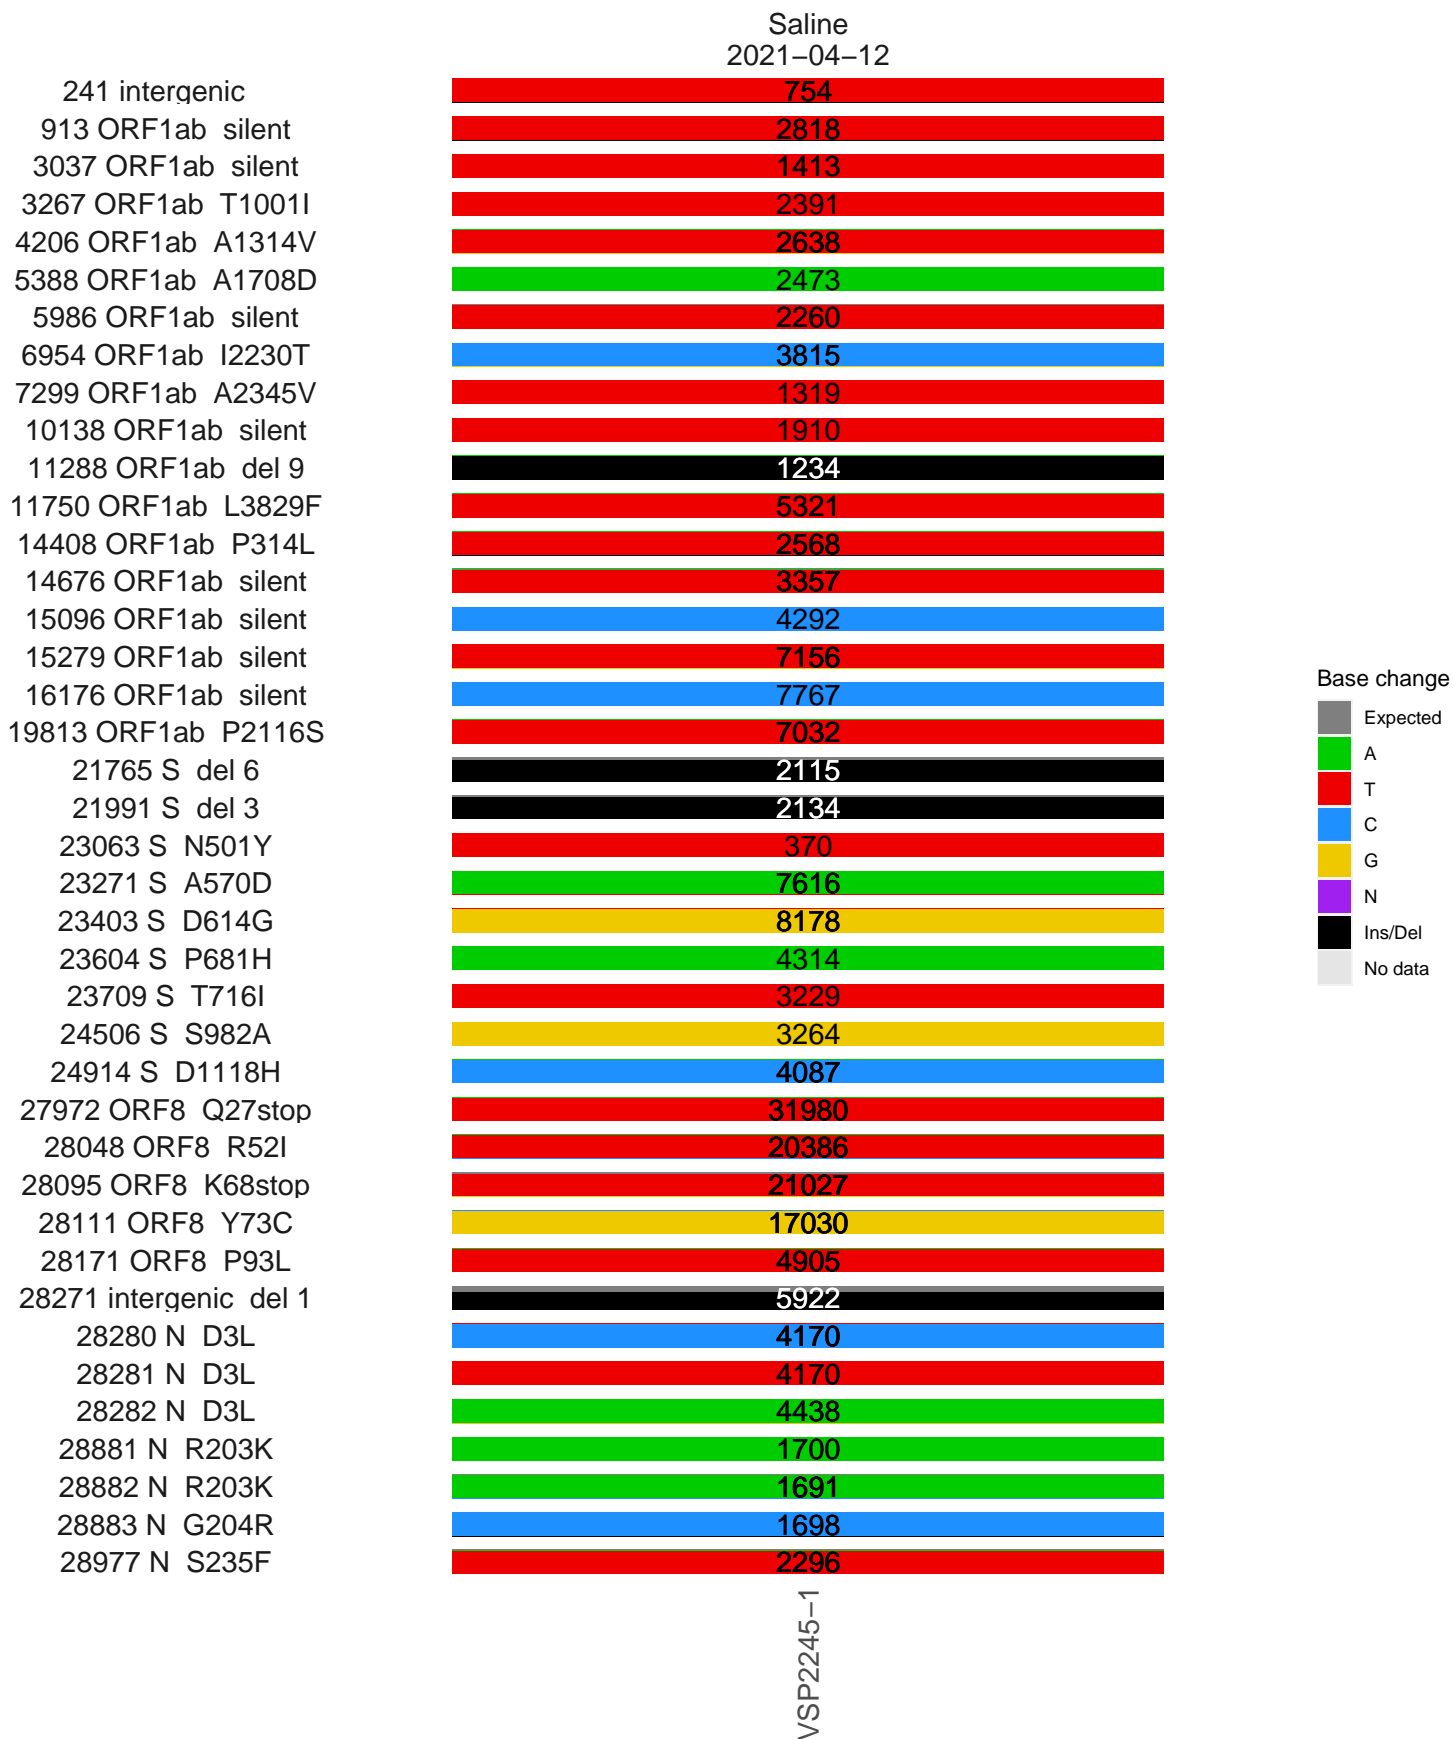 Saline
2021−04−12
241 intergenic 754
913 ORF1ab silent 2818
3037 ORF1ab silent 1413
3267 ORF1ab T1001I 2391
4206 ORF1ab A1314V 2638
5388 ORF1ab A1708D 2473
5986 ORF1ab silent 2260
6954 ORF1ab I2230T 3815
7299 ORF1ab A2345V 1319
10138 ORF1ab silent 1910
11288 ORF1ab del 9 1234
11750 ORF1ab L3829F 5321
14408 ORF1ab P314L 2568
14676 ORF1ab silent 3357
15096 ORF1ab silent 4292
15279 ORF1ab silent 7156
16176 ORF1ab silent 7767
19813 ORF1ab P2116S 7032
21765 S del 6 2115
21991 S del 3 2134
23063 S N501Y 370
23271 S A570D 7616
23403 S D614G 8178
23604 S P681H 4314
23709 S T716I 3229
24506 S S982A 3264
24914 S D1118H 4087
27972 ORF8 Q27stop 31980
28048 ORF8 R52I 20386
28095 ORF8 K68stop 21027
28111 ORF8 Y73C 17030
28171 ORF8 P93L 4905
28271 intergenic del 1 5922
28280 N D3L 4170
28281 N D3L 4170
28282 N D3L 4438
28881 N R203K 1700
28882 N R203K 1691
28883 N G204R 1698
28977 N S235F 2296
VSP2245−1
Base change
Expected
A
T
C
G
N
Ins/Del
No data